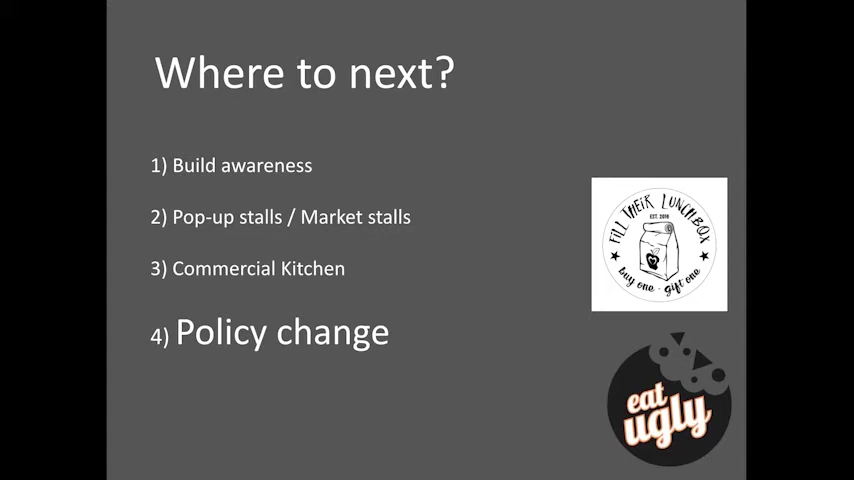 Where to next?
1) Build awareness
2) Pop-up stalls / Market stalls
3) Commercial Kitchen
4) Policy change
FiLL THEiR LUNCHBOX
EST. 2016
buy one - gift one
eat
ugly